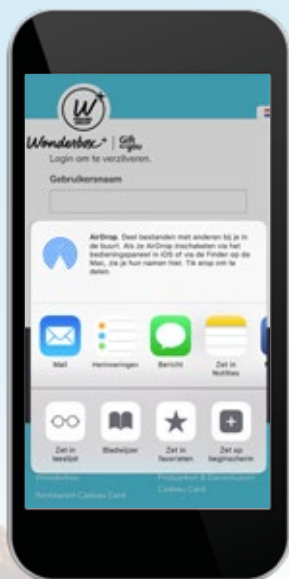 W
Wonderbox | Gift
for you
Login om te verzilveren.
Gebruikersnaam
AirDrop. Deel bestanden met anderen bij je in
de buurt. Als ze AirDrop inschakelen via het
bedieningspaneel in iOS of via de Finder op de
Mac, zie je hun namen hier. Tik erop om te
delen.
Mail Herinneringen Bericht Zet in
Notities
Zet in
leeslijst Bladwijzer Zet in
favorieten Zet op
beginscherm
Wonderbox
Restaurant Cadeau Card
Cadeau Card